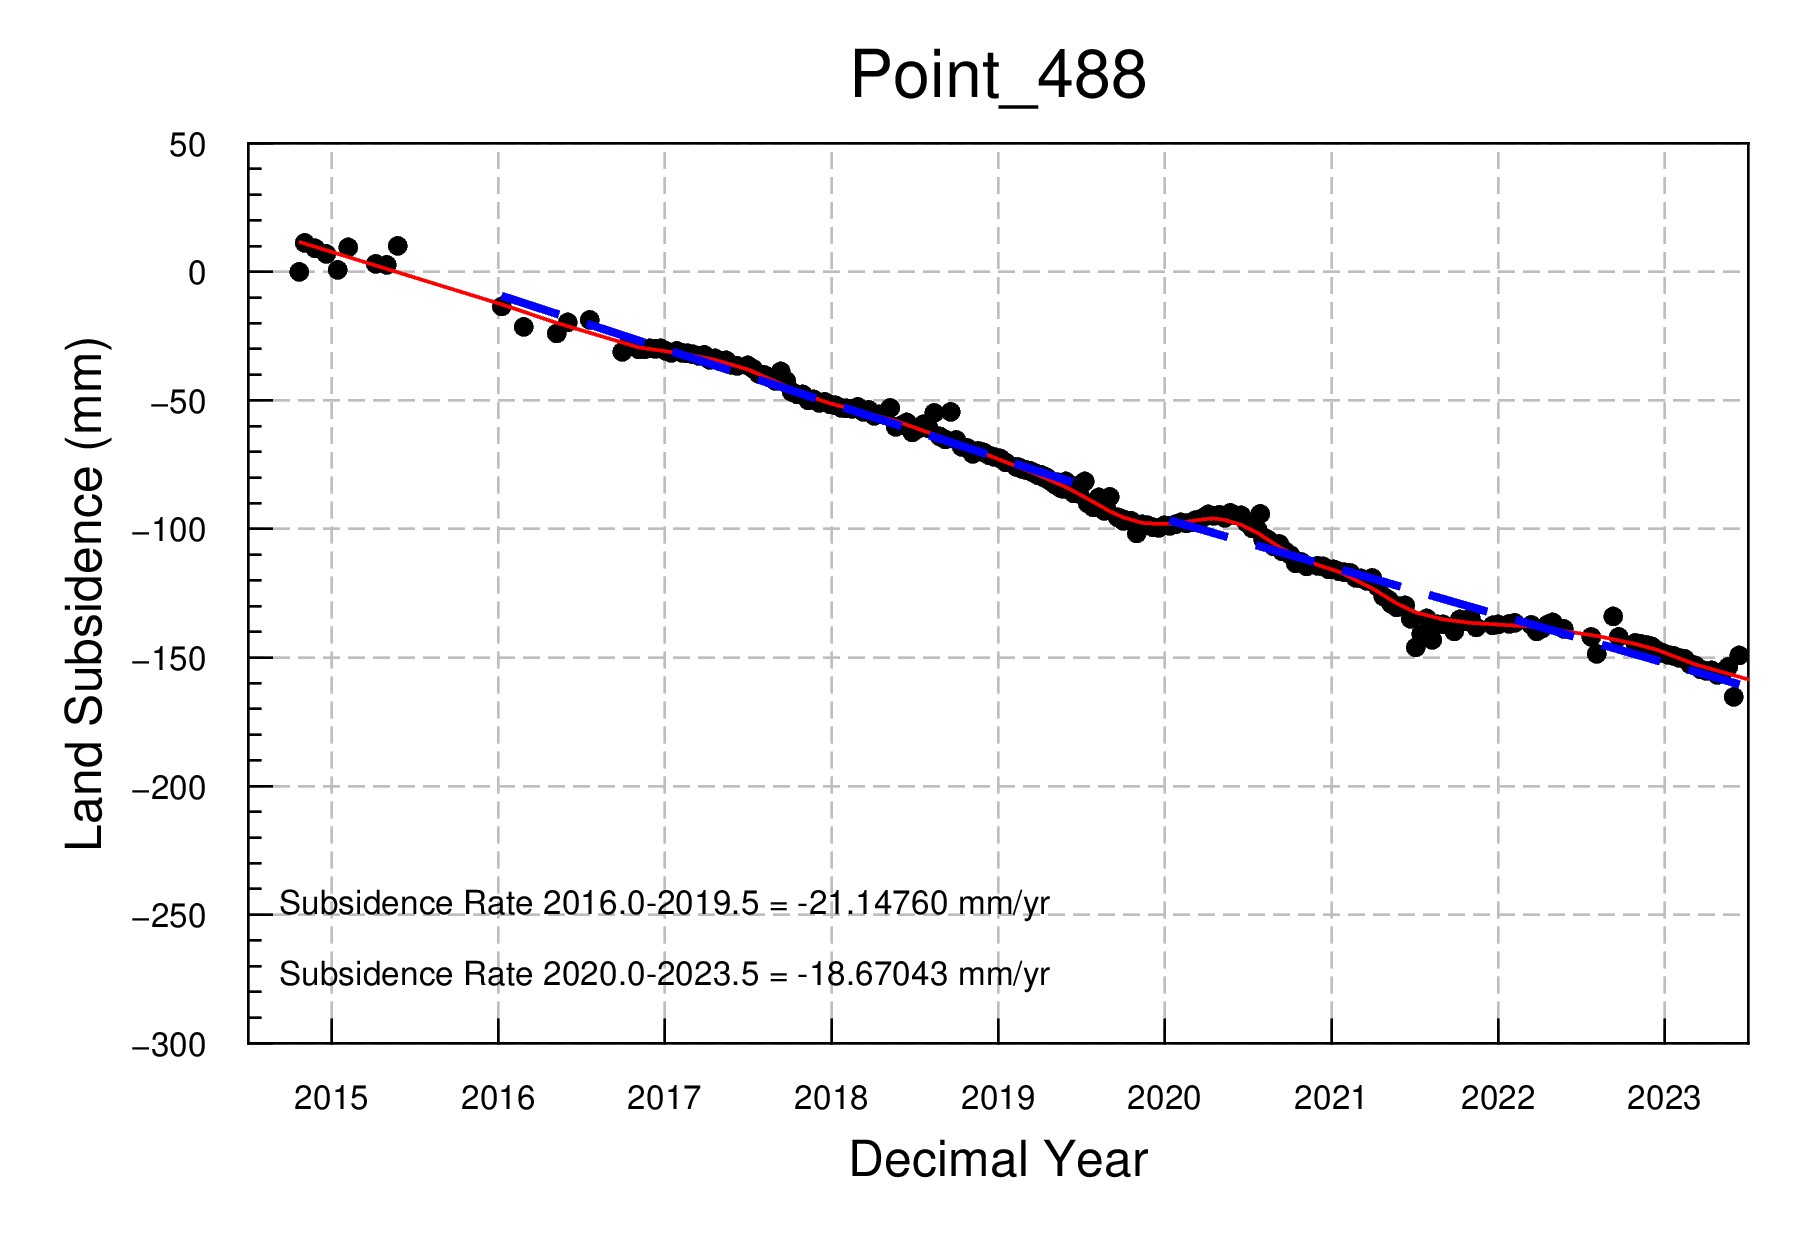 Point_488
50
0
−50
−100
−150
−200
−250
−300
Land Subsidence (mm)
Subsidence Rate 2016.0-2019.5 = -21.14760 mm/yr
Subsidence Rate 2020.0-2023.5 = -18.67043 mm/yr
2015 2016 2017 2018 2019 2020 2021 2022 2023
Decimal Year